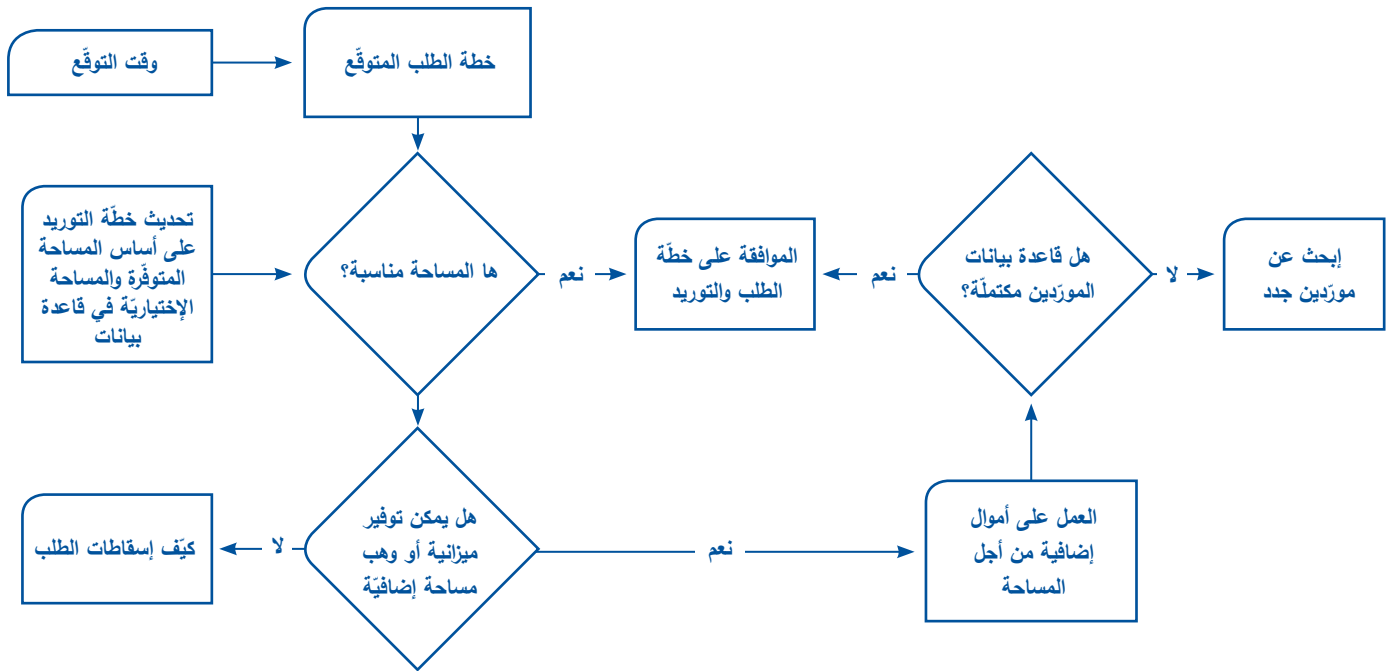 وقت التوقّع
خطة الطلب المتوقّع
تحديث خطّة التوريد
على أساس المساحة
المتوفّرة والمساحة
الإختياريّة في قاعدة
بيانات
ها المساحة مناسبة؟
نعم
الموافقة على خطّة
الطلب والتوريد
نعم
هل قاعدة بيانات
المورّدين مكتملّة؟
لا
إبحث عن
مورّدين جدد
هل يمكن توفير
ميزانية أو وهب
مساحة إضافيّة
لا
كيّف إسقاطات الطلب
نعم
العمل على أموال
إضافية من أجل
المساحة